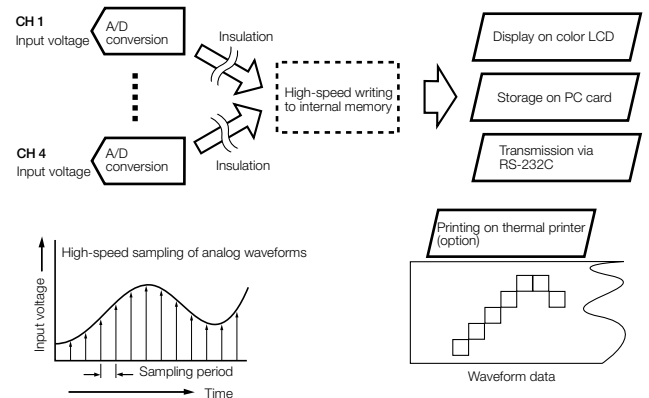 CH 1
Input voltage
A/D
conversion
Insulation
High-speed writing
to internal memory
Display on color LCD
Storage on PC card
Transmission via
RS-232C
CH 4
Input voltage
A/D
conversion
Insulation
Printing on thermal printer
(option)
Waveform data
High-speed sampling of analog waveforms
Input voltage
Sampling period
Time